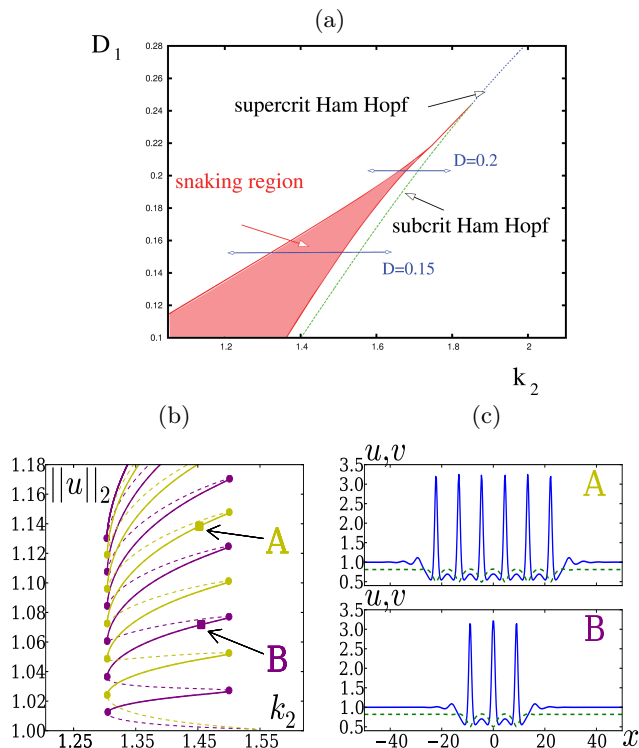 (a)
D1
0.28
0.26
0.24
0.22
0.2
0.18
0.16
0.14
0.12
0.1
supercrit Ham Hopf
D=0.2
snaking region
subcrit Ham Hopf
D=0.15
1.2 1.4 1.6 1.8 2
k2
(b) (c)
||u||2
1.18
1.16
1.14
1.12
1.10
1.08
1.06
1.04
1.02
1.00
A
B
k2
1.25 1.35 1.45 1.55
u,v
3.5
3.0
2.5
2.0
1.5
1.0
0.5
A
u,v
3.5
3.0
2.5
2.0
1.5
1.0
0.5
B
−40 −20 0 20 40 x